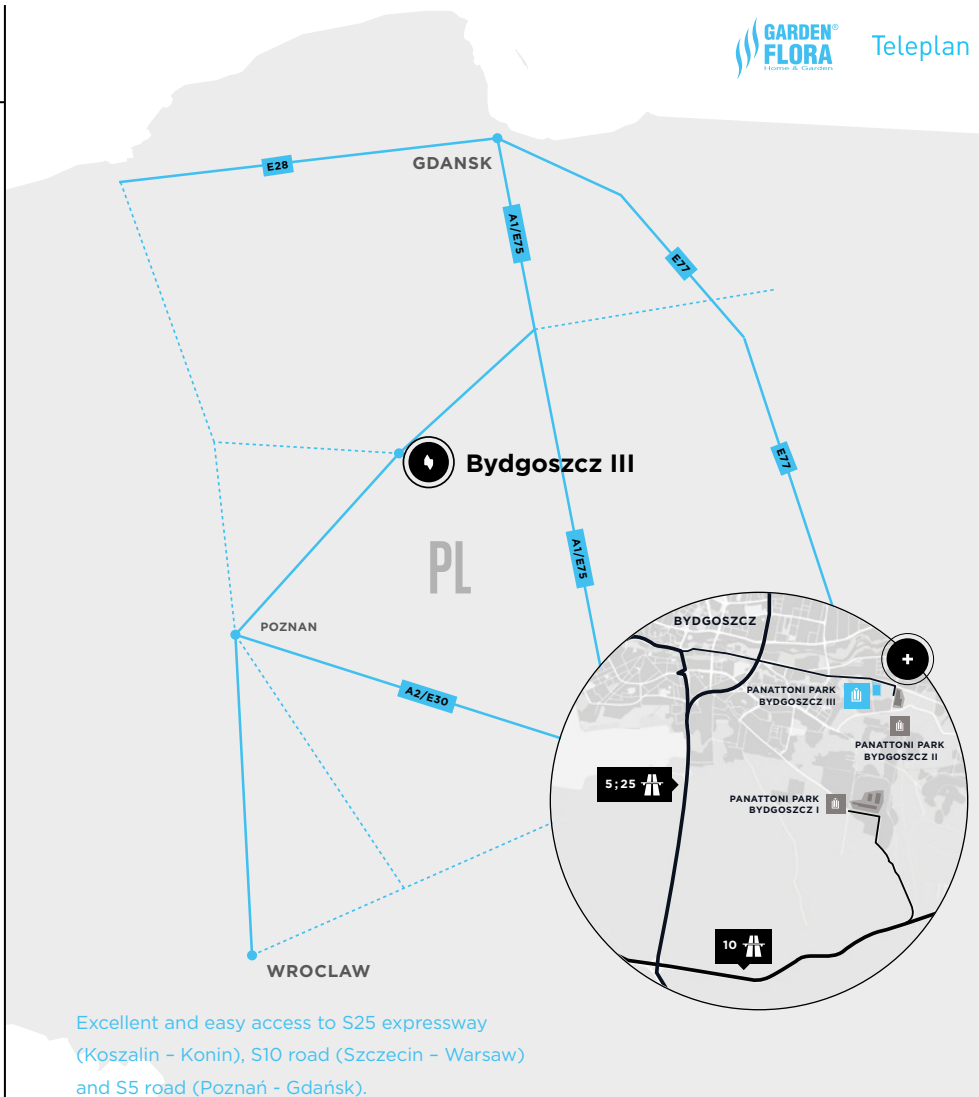 GARDEN®
FLORA
Home & Garden
Teleplan
E28
GDANSK
A1/E75
E77
E77
Bydgoszcz III
A1/E75
PL
POZNAN
A2/E30
BYDGOSZCZ
PANATTONI PARK
BYDGOSZCZ III
PANATTONI PARK
BYDGOSZCZ II
5;25
PANATTONI PARK
BYDGOSZCZ I
10
WROCLAW
Excellent and easy access to S25 expressway
(Koszalin – Konin), S10 road (Szczecin – Warsaw)
and S5 road (Poznań - Gdańsk).